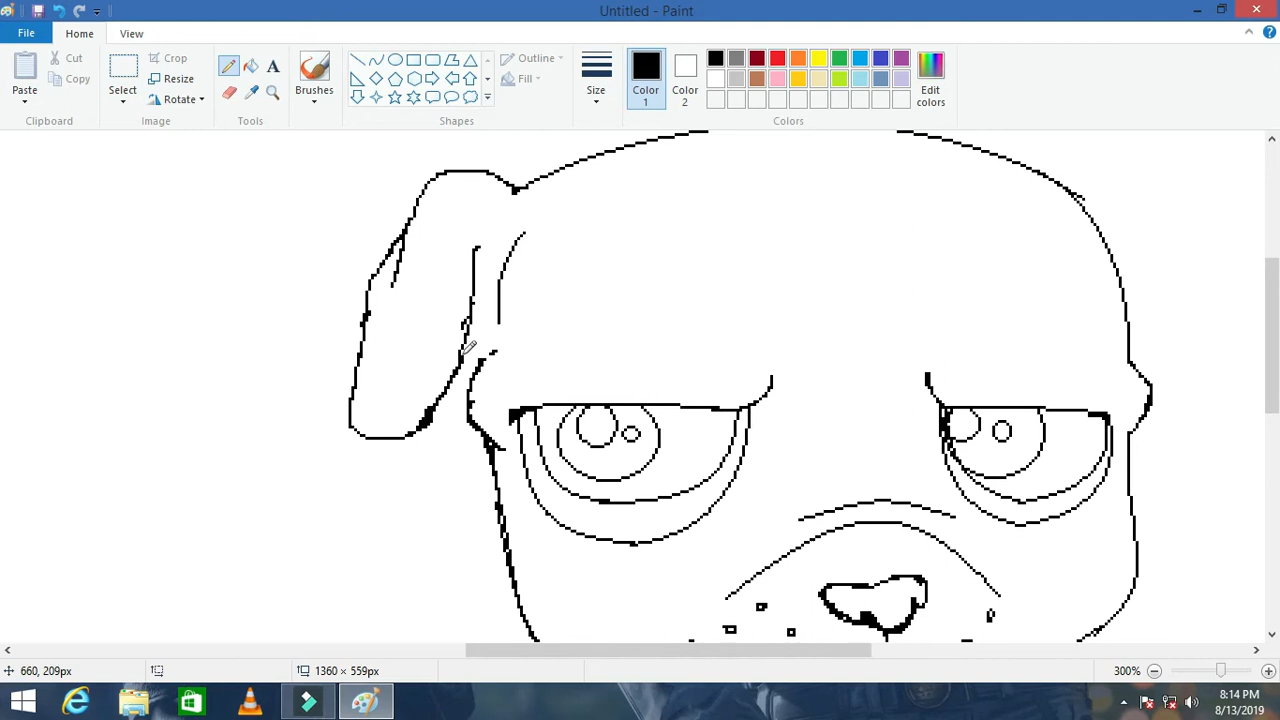 Untitled - Paint
File
Home
View
Paste
Cut
Copy
Clipboard
Select
Crop
Resize
Rotate
Image
A
Tools
Brushes
Outline
Fill
Shapes
Size
Color
1
Color
2
Edit
colors
Colors
660, 209px
1360 × 559px
300%
8:14 PM
8/13/2019